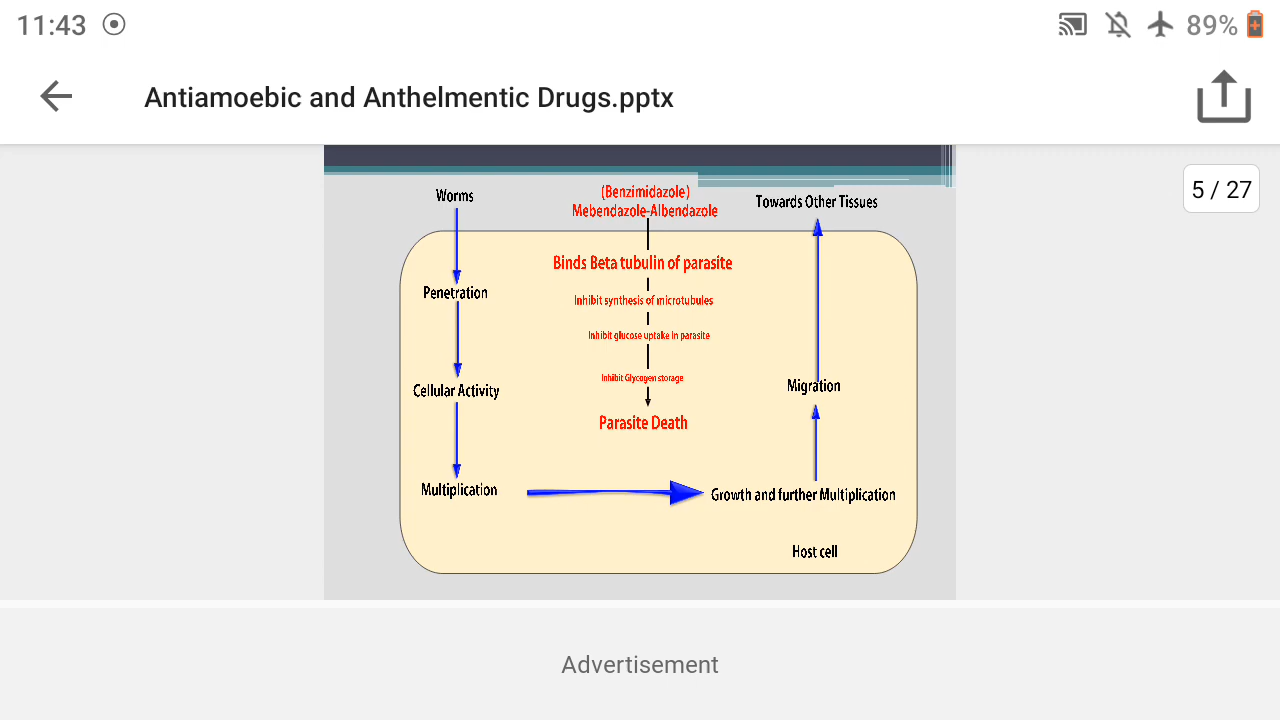 11:43
89%
Antiamoebic and Anthelmentic Drugs.pptx
5 / 27
Worms
(Benzimidazole)
Mebendazole-Albendazole
Towards Other Tissues
Binds Beta tubulin of parasite
Penetration
Inhibit synthesis of microtubules
Inhibit glucose uptake in parasite
Inhibit Glycogen storage
Migration
Cellular Activity
Parasite Death
Multiplication
Growth and further Multiplication
Host cell
Advertisement